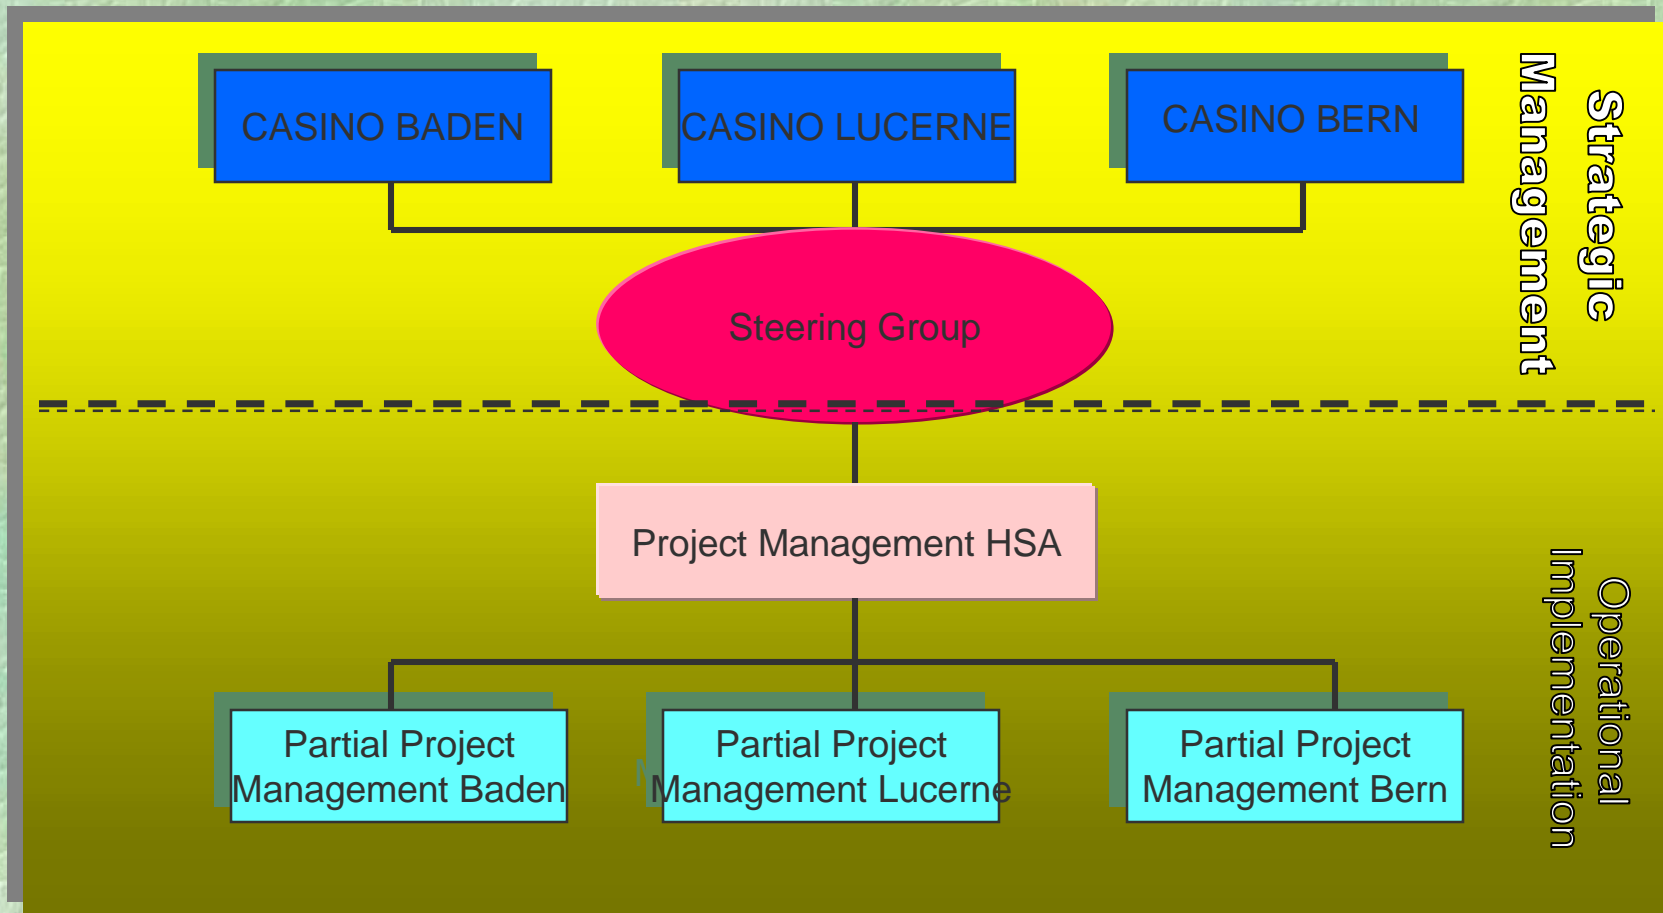 CASINO BADEN
CASINO LUCERNE
CASINO BERN
Strategic
Management
Steering Group
Project Management HSA
Operational
Implementation
Partial Project
Management Baden
Partial Project
Management Lucerne
Partial Project
Management Bern